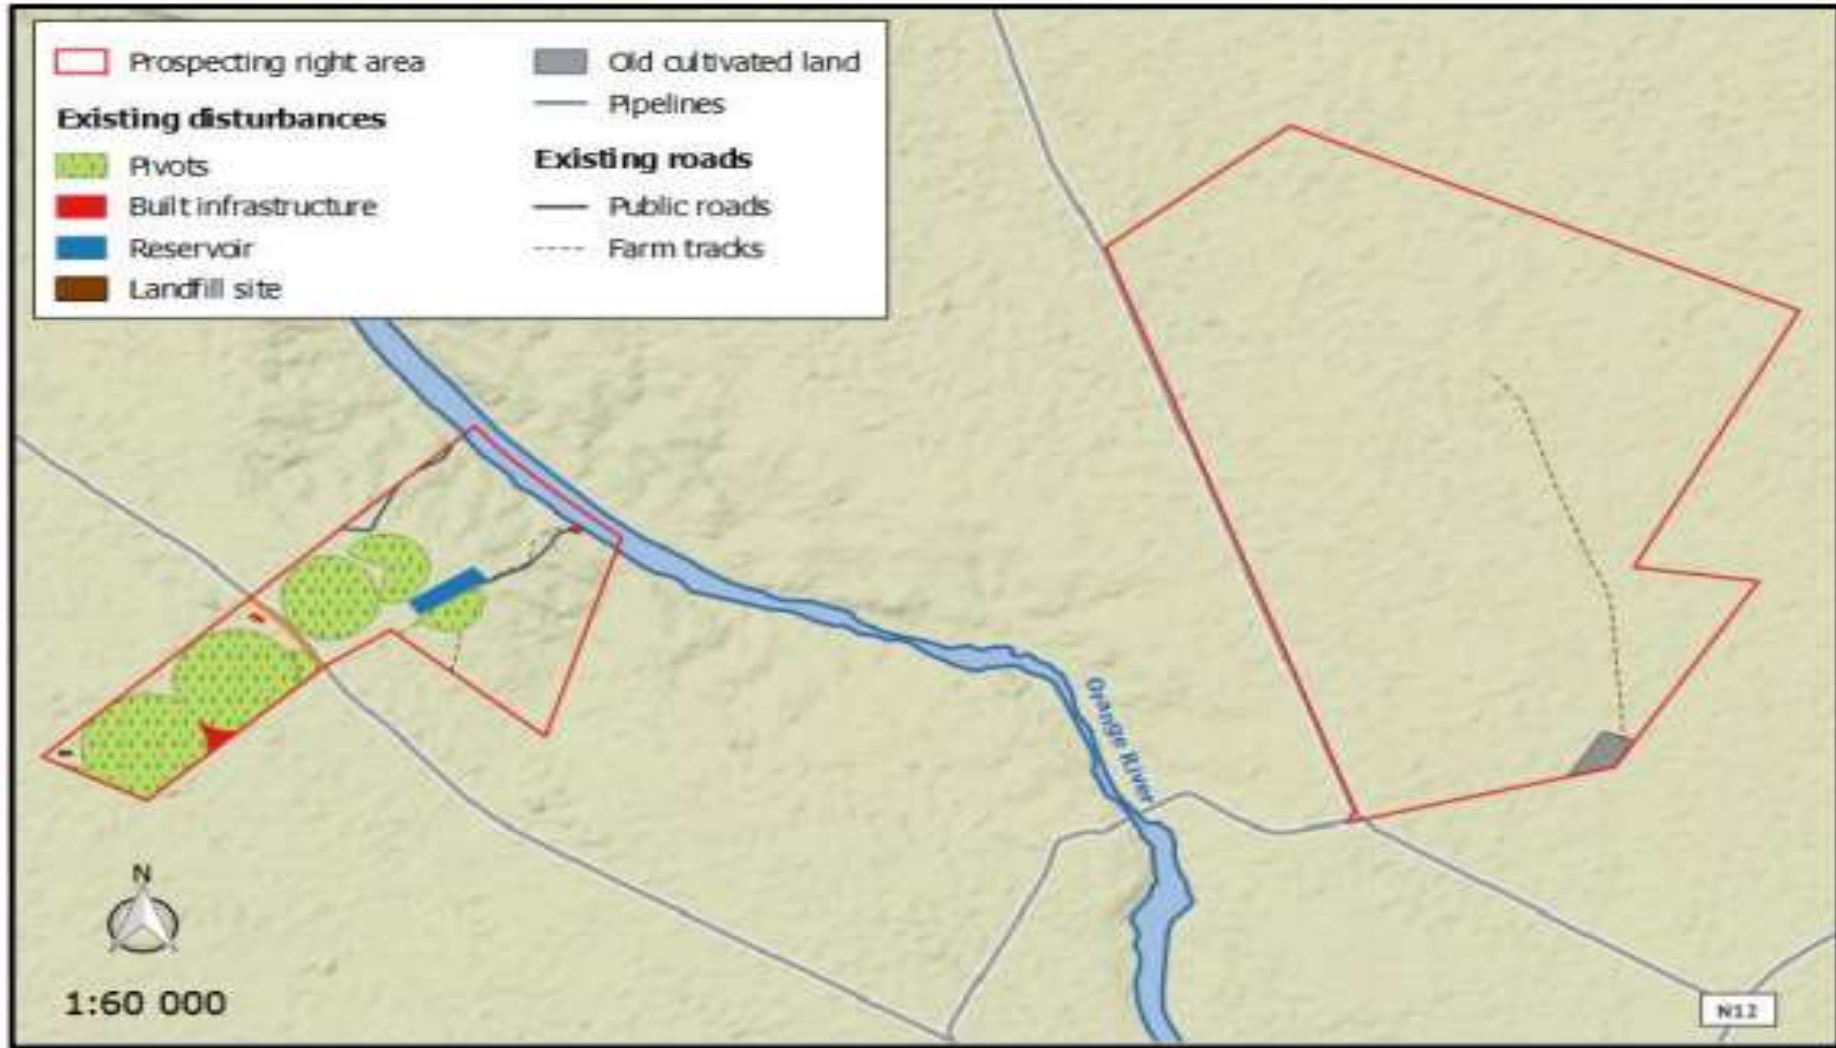 Prospecting right area
Existing disturbances
Pivots
Built infrastructure
Reservoir
Landfill site
Old cultivated land
Pipelines
Existing roads
Public roads
Farm tracks
Orange River
N
1:60 000
N12